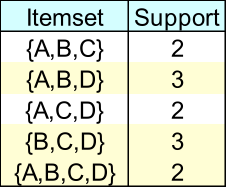 Itemset Support
{A,B,C} 2
{A,B,D} 3
{A,C,D} 2
{B,C,D} 3
{A,B,C,D} 2